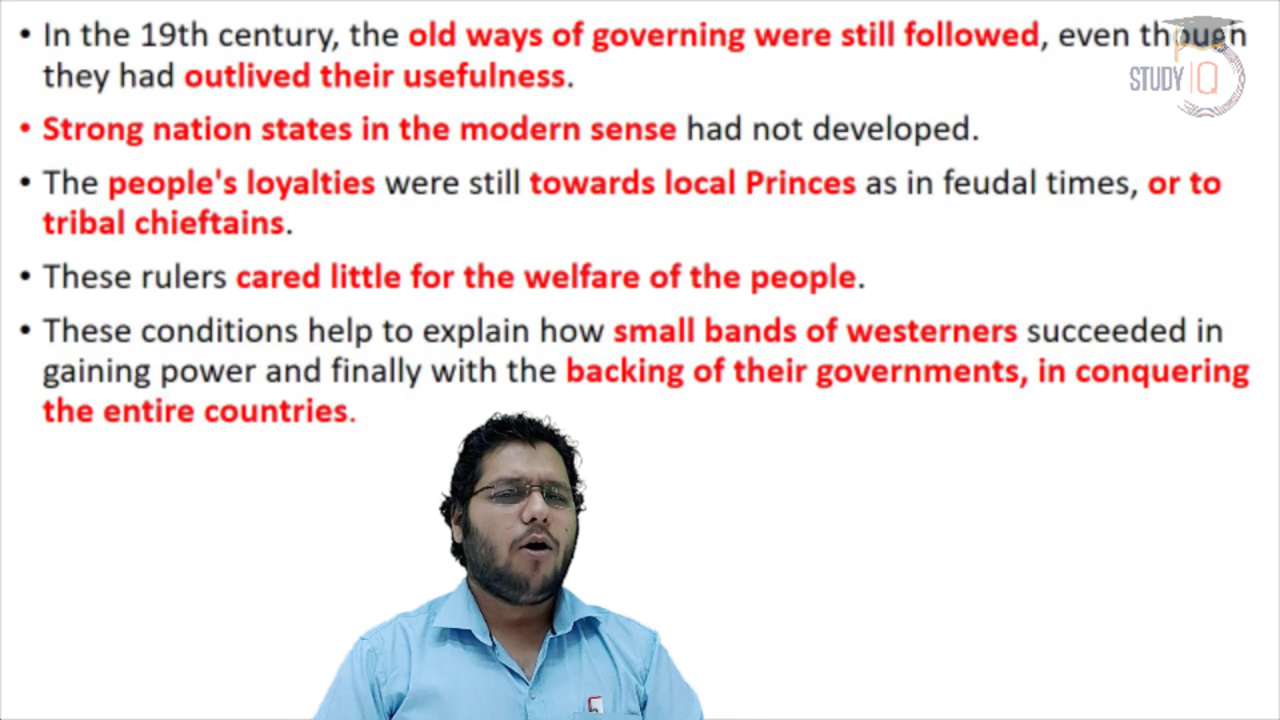 • In the 19th century, the old ways of governing were still followed, even though
they had outlived their usefulness.
• Strong nation states in the modern sense had not developed.
• The people's loyalties were still towards local Princes as in feudal times, or to
tribal chieftains.
• These rulers cared little for the welfare of the people.
• These conditions help to explain how small bands of westerners succeeded in
gaining power and finally with the backing of their governments, in conquering
the entire countries.
STUDY IQ